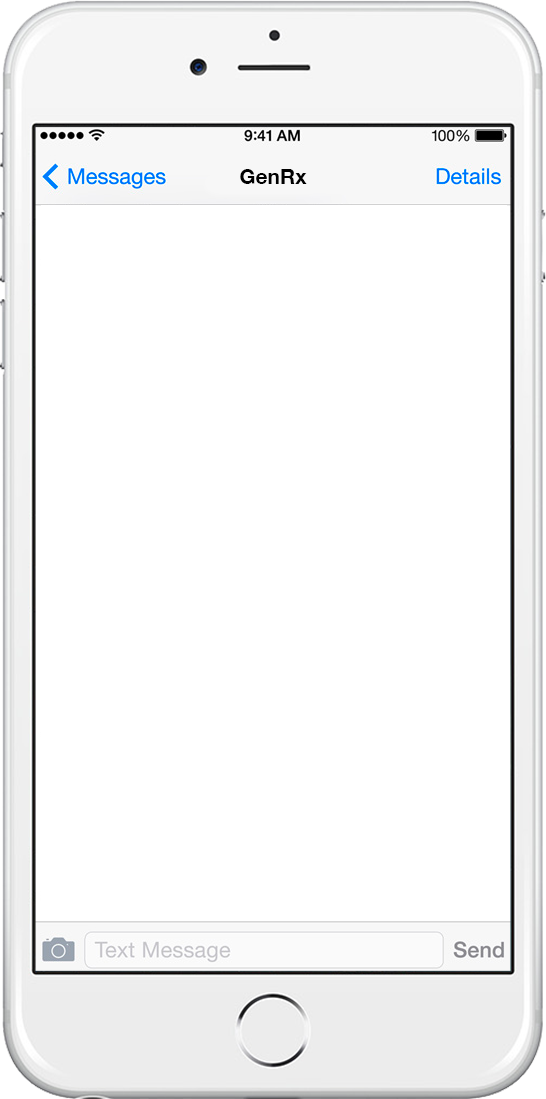 9:41 AM 100%
Messages GenRx Details
Text Message Send